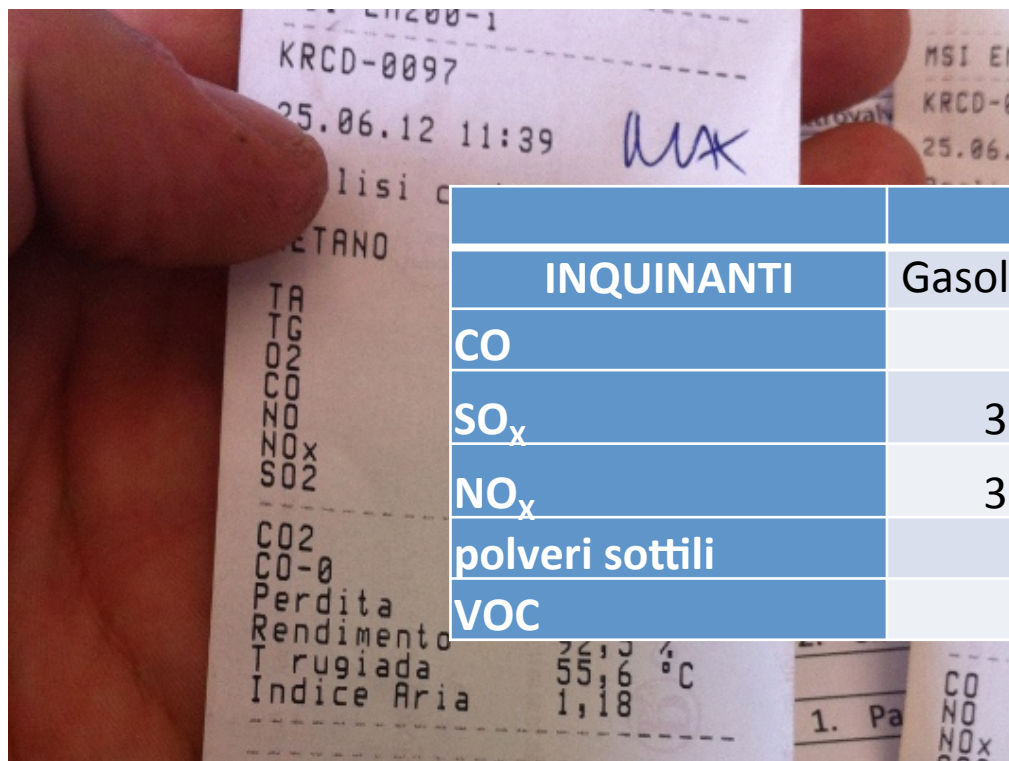 KRCD-0097
25.06.12 11:39
TA
TG
O2
CO
NO
NOx
SO2
CO2
CO-0
Perdita
Rendimento
T rugiada 55,6 °C
Indice Aria 1,18
INQUINANTI Gasol
CO
SOX 3
NOX 3
polveri sottili
VOC
MSI
KRCD-
25.06.
1. Pa
CO
NO
NOx